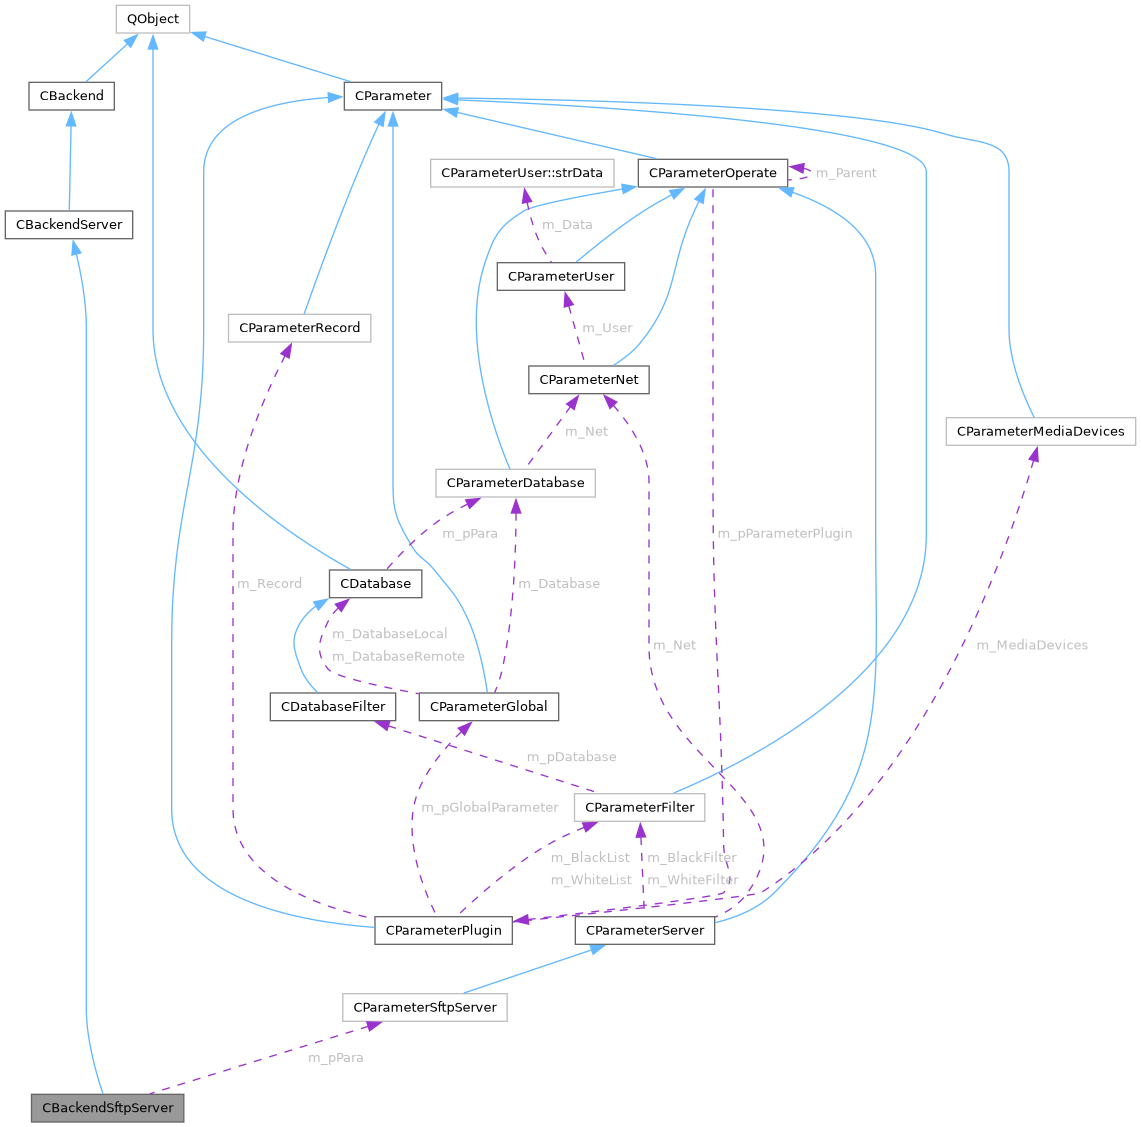 QObject
CBackend
CParameter
CParameterUser::strData
CParameterOperate
m_Parent
CBackendServer
m_Data
CParameterUser
CParameterRecord
m_User
CParameterNet
m_Net
CParameterMediaDevices
CParameterDatabase
m_pPara
m_pParameterPlugin
m_Record
CDatabase
m_Database
m_DatabaseLocal
m_DatabaseRemote
m_Net
m_MediaDevices
CDatabaseFilter
CParameterGlobal
m_pDatabase
m_pGlobalParameter
CParameterFilter
m_BlackList
m_WhiteList
m_BlackFilter
m_WhiteFilter
CParameterPlugin
CParameterServer
CParameterSftpServer
m_pPara
CBackendSftpServer